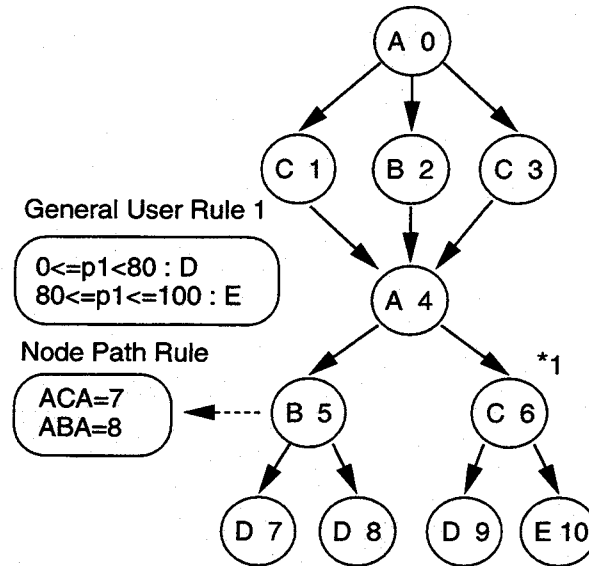 A 0
C 1
B 2
C 3
General User Rule 1
0<=p1<80 : D
80<=p1<=100 : E
A 4
Node Path Rule
ACA=7
ABA=8
*1
B 5
C 6
D 7
D 8
D 9
E 10